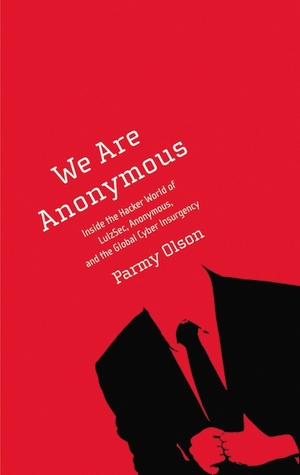 We Are
Anonymous
Inside the Hacker World of
LulzSec, Anonymous,
and the Global Cyber Insurgency
Parmy Olson